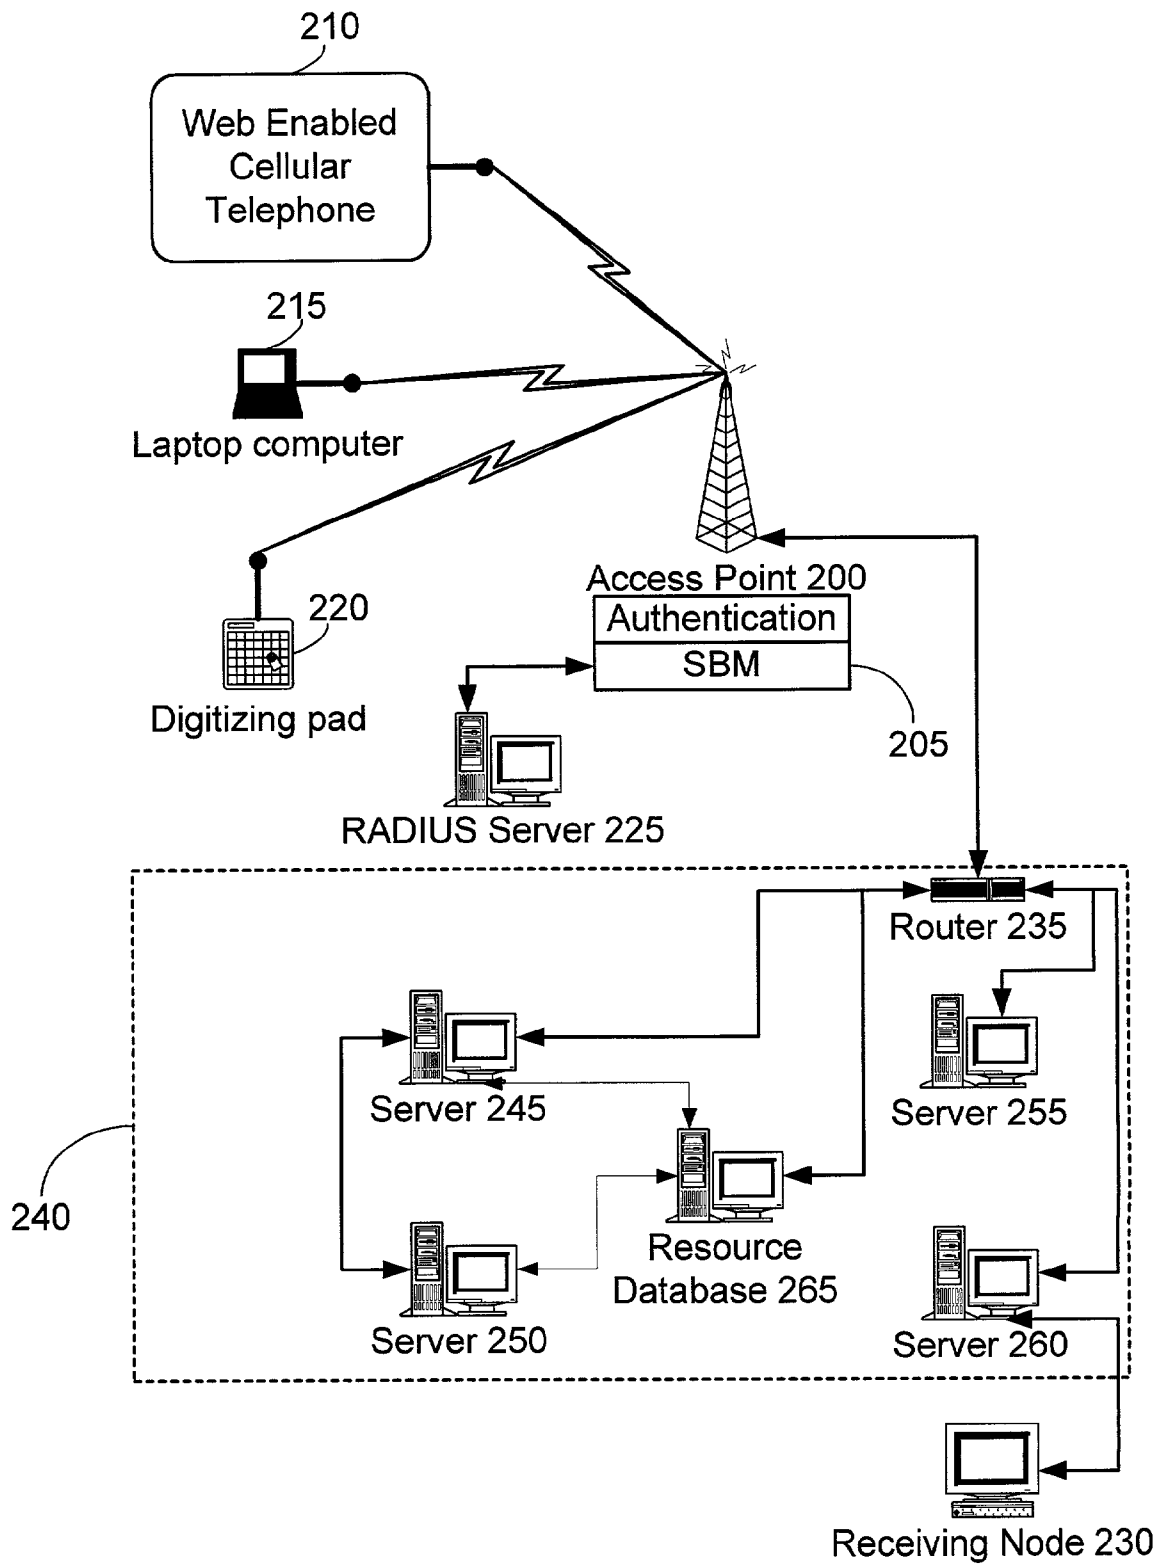 210
Web Enabled
Cellular
Telephone
215
Laptop computer
220
Digitizing pad
Access Point 200
Authentication
SBM
205
RADIUS Server 225
Router 235
Server 245
Server 255
240
Resource
Database 265
Server 250
Server 260
Receiving Node 230